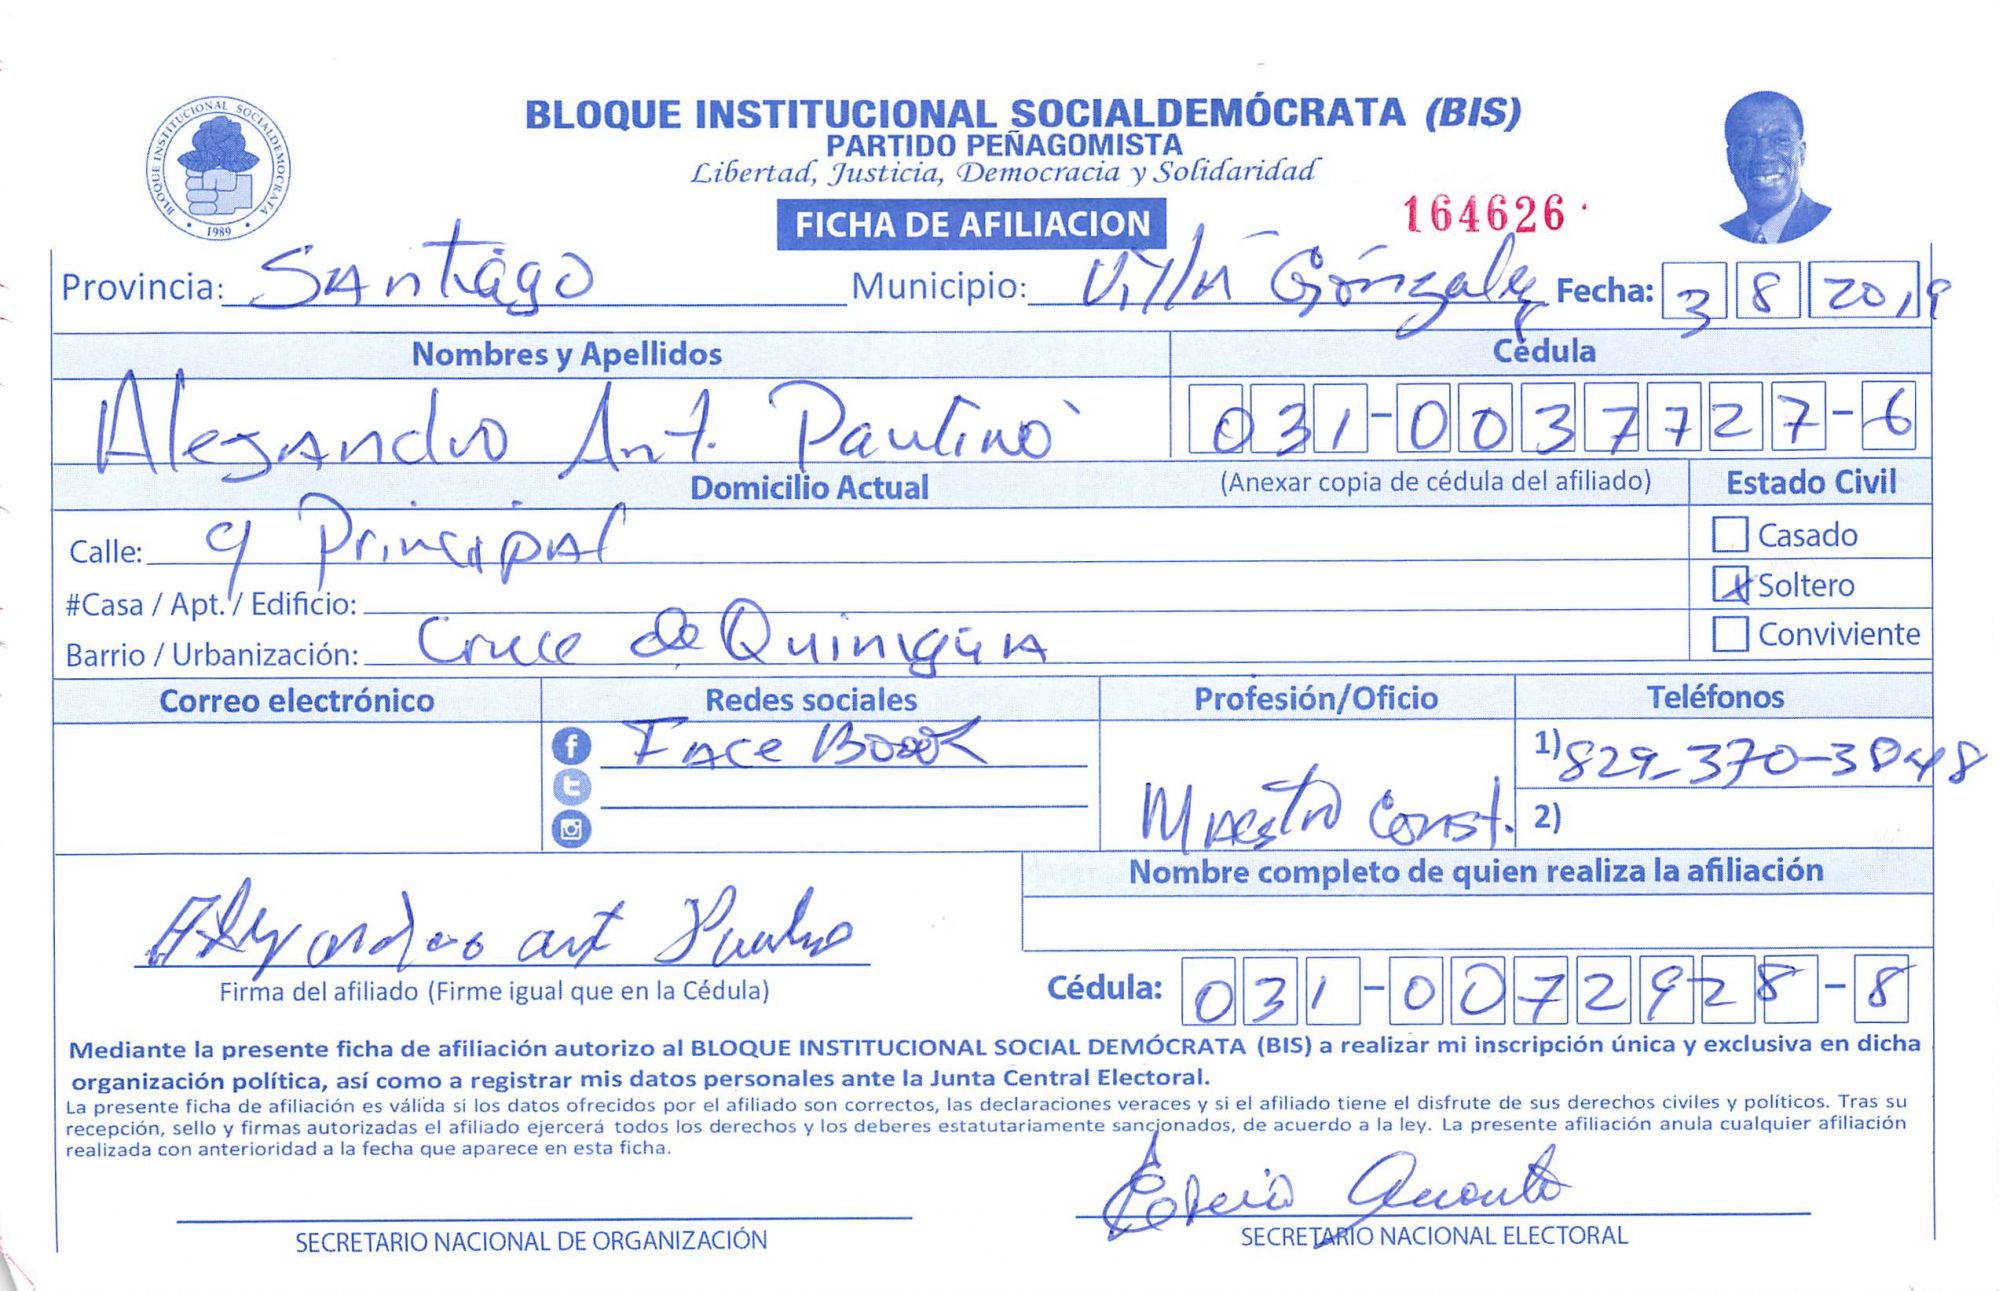 BLOQUE INSTITUCIONAL SOCIALDEMOCRATA
1989
BLOQUE INSTITUCIONAL SOCIALDEMÓCRATA (BIS)
PARTIDO PEÑAGOMISTA
Libertad, Justicia, Democracia y Solidaridad
FICHA DE AFILIACION
164626
Provincia: Santiago Municipio: Villa González Fecha: 3 8 2019
Nombres y Apellidos Cédula
Alejandro Ant. Paulino 031-0037727-6
Domicilio Actual (Anexar copia de cédula del afiliado) Estado Civil
Calle: C/ Principal Casado
#Casa / Apt. / Edificio: Soltero
Barrio / Urbanización: Cruce de Quinigua Conviviente
Correo electrónico Redes sociales Profesión/Oficio Teléfonos
Face Book Maestro Const. 1) 829-370-3848
2)
Nombre completo de quien realiza la afiliación
Alejandro ant Paulino
Firma del afiliado (Firme igual que en la Cédula) Cédula: 031-0072928-8
Mediante la presente ficha de afiliación autorizo al BLOQUE INSTITUCIONAL SOCIAL DEMÓCRATA (BIS) a realizar mi inscripción única y exclusiva en dicha
organización política, así como a registrar mis datos personales ante la Junta Central Electoral.
La presente ficha de afiliación es válida si los datos ofrecidos por el afiliado son correctos, las declaraciones veraces y si el afiliado tiene el disfrute de sus derechos civiles y políticos. Tras su
recepción, sello y firmas autorizadas el afiliado ejercerá todos los derechos y los deberes estatutariamente sancionados, de acuerdo a la ley. La presente afiliación anula cualquier afiliación
realizada con anterioridad a la fecha que aparece en esta ficha.
SECRETARIO NACIONAL DE ORGANIZACIÓN SECRETARIO NACIONAL ELECTORAL